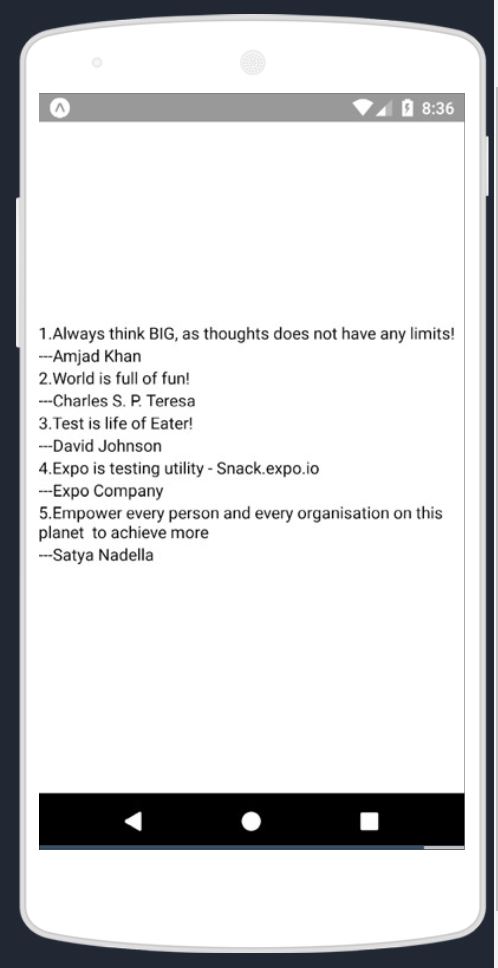 8:36
1.Always think BIG, as thoughts does not have any limits!
---Amjad Khan
2.World is full of fun!
---Charles S. P. Teresa
3.Test is life of Eater!
---David Johnson
4.Expo is testing utility - Snack.expo.io
---Expo Company
5.Empower every person and every organisation on this
planet  to achieve more
---Satya Nadella